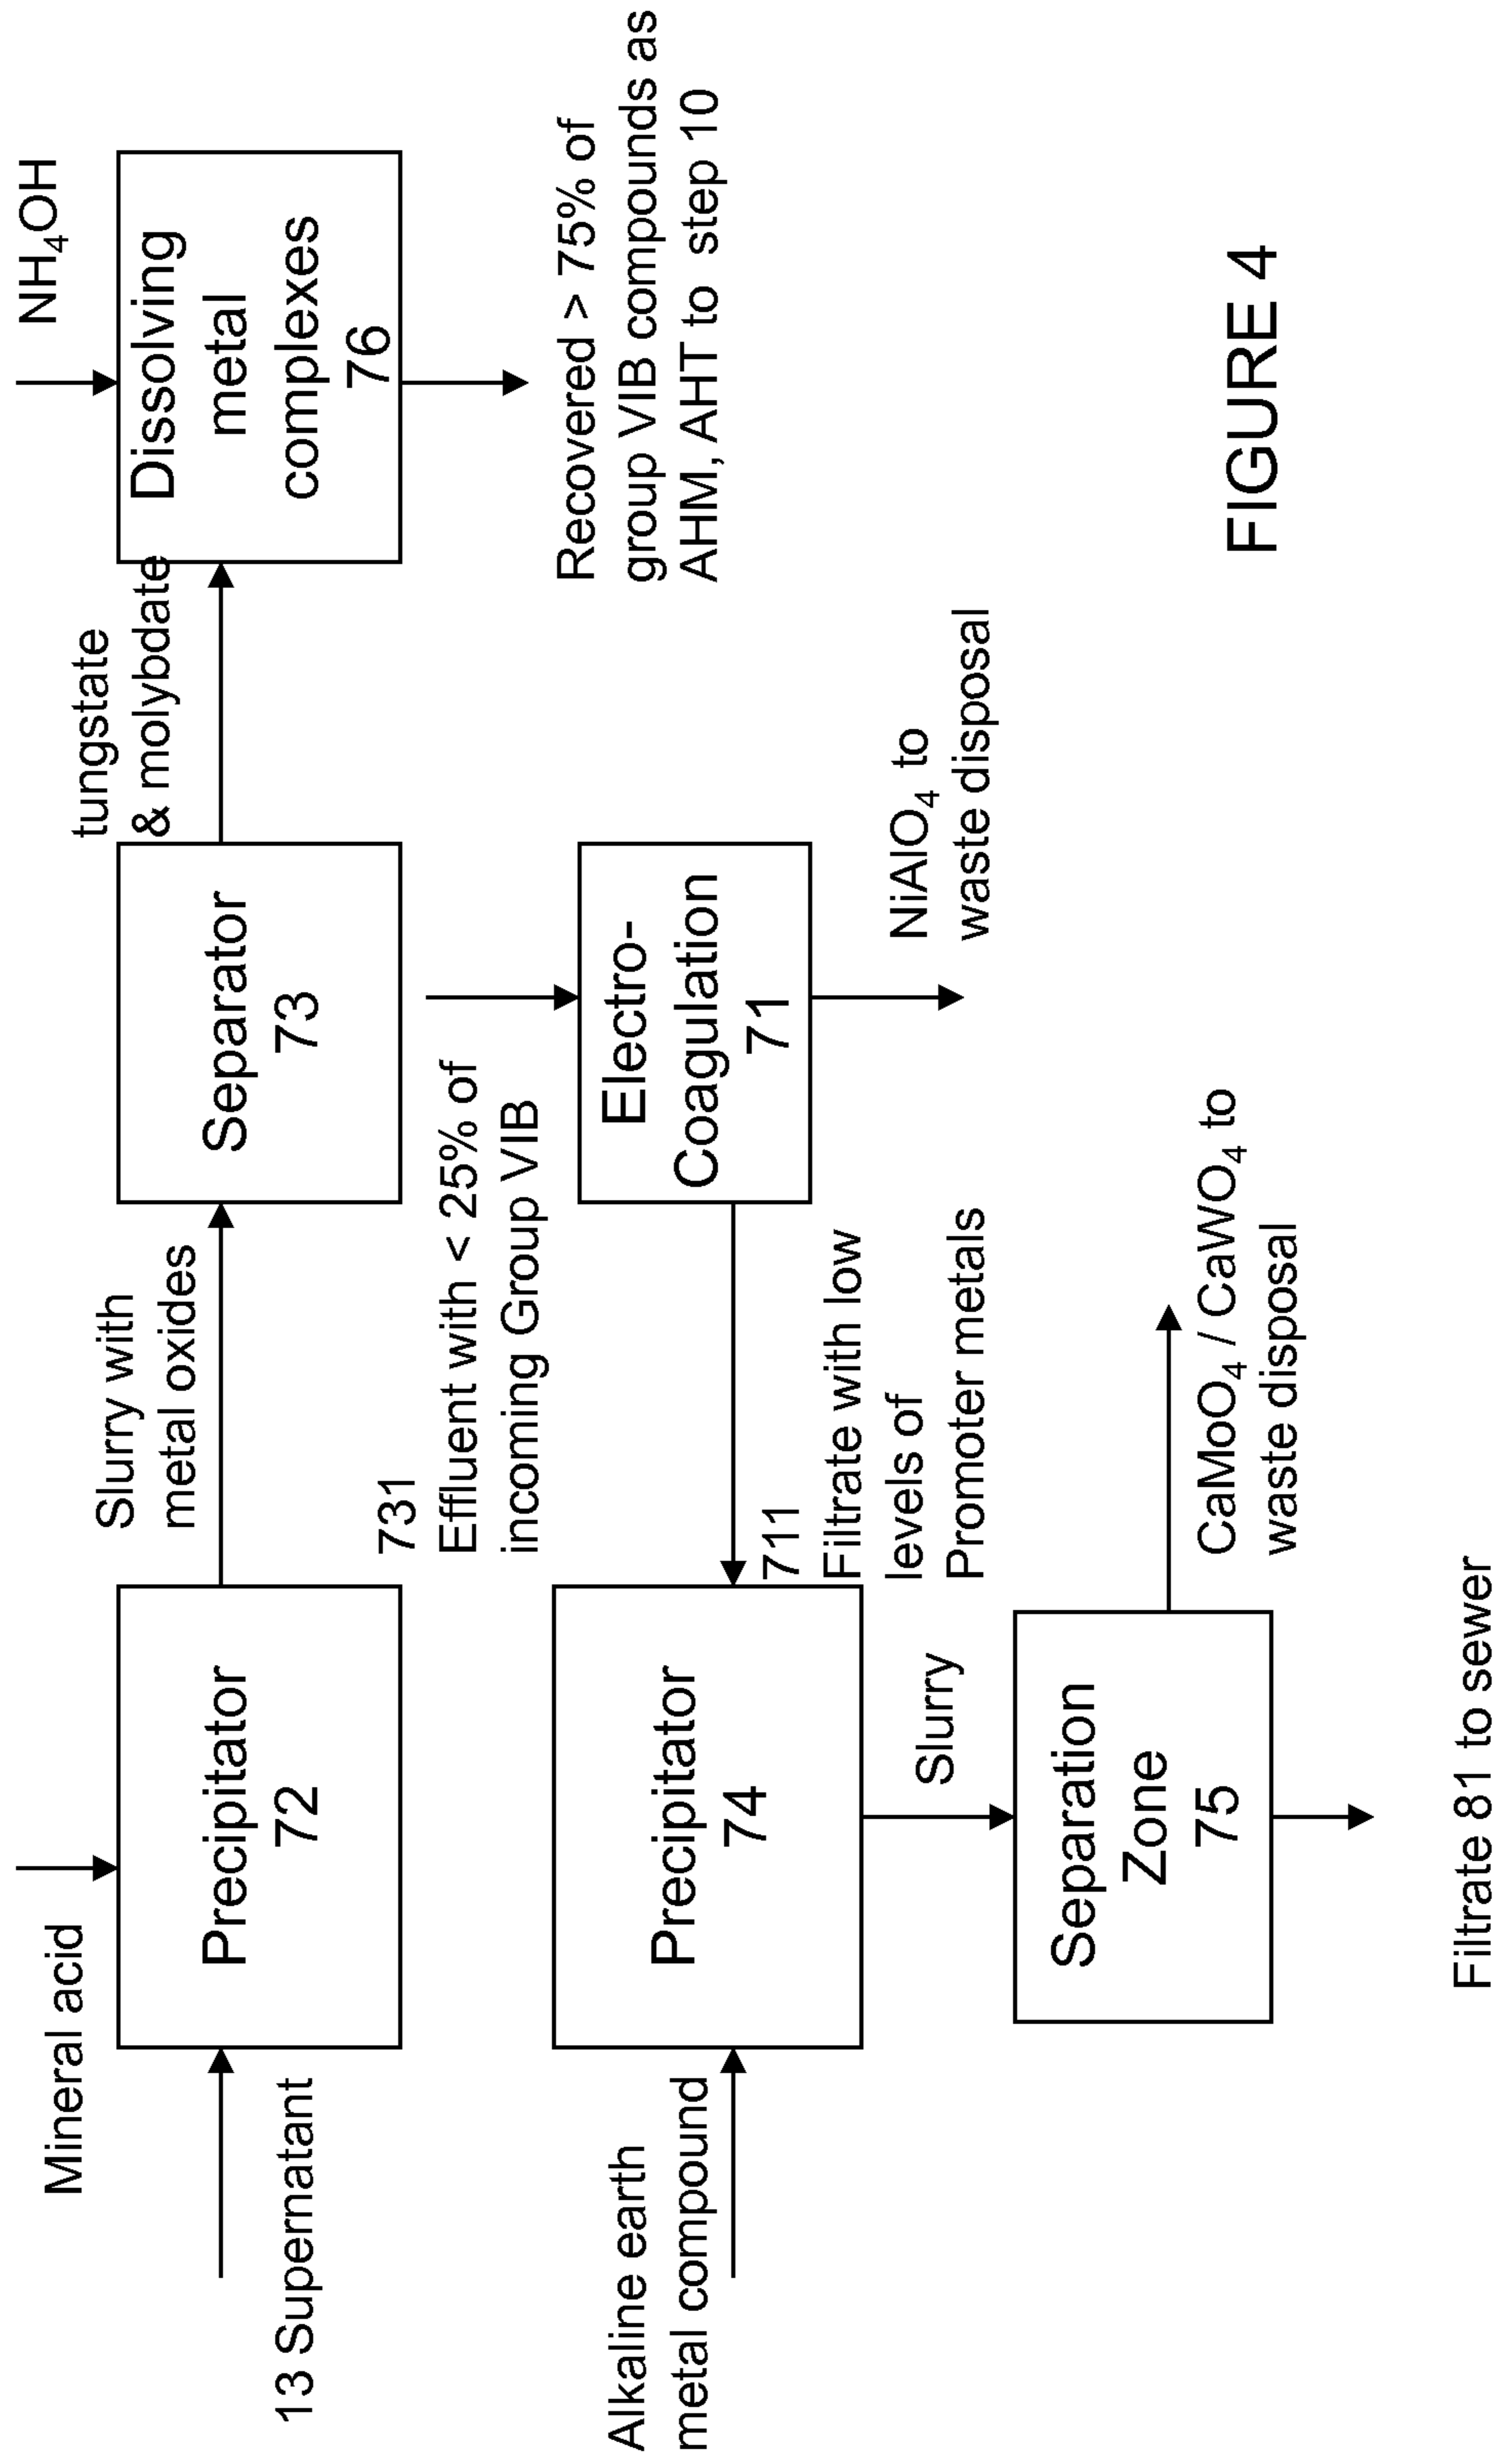 Mineral acid
NH4OH
13 Supernatant
Precipitator
72
Slurry with
metal oxides
Separator
73
tungstate
& molybdate
Dissolving
metal
complexes
76
731
Effluent with < 25% of
incoming Group VIB
Recovered > 75% of
group VIB compounds as
AHM, AHT to step 10
Alkaline earth
metal compound
Precipitator
74
711
Filtrate with low
levels of
Promoter metals
Electro-
Coagulation
71
NiAlO4 to
waste disposal
Slurry
Separation
Zone
75
CaMoO4 / CaWO4 to
waste disposal
Filtrate 81 to sewer
FIGURE 4